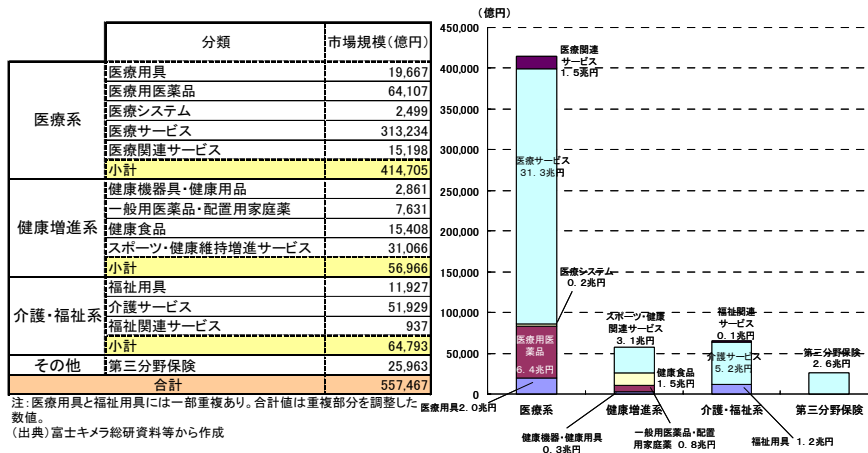 分類 市場規模(億円)
医療系
医療用具 19,667
医療用医薬品 64,107
医療システム 2,499
医療サービス 313,234
医療関連サービス 15,198
小計 414,705
健康増進系
健康機器具・健康用品 2,861
一般用医薬品・配置用家庭薬 7,631
健康食品 15,408
スポーツ・健康維持増進サービス 31,066
小計 56,966
介護・福祉系
福祉用具 11,927
介護サービス 51,929
福祉関連サービス 937
小計 64,793
その他 第三分野保険 25,963
合計 557,467
注:医療用具と福祉用具には一部重複あり。合計値は重複部分を調整した
数値。
(出典)富士キメラ総研資料等から作成
(億円)
450,000
400,000
350,000
300,000
250,000
200,000
150,000
100,000
50,000
0
医療関連
サービス
1.5兆円
医療サービス
31.3兆円
医療システム
0.2兆円
医療用医
薬品
6.4兆円
医療用具2.0兆円
スポーツ・健康
関連サービス
3.1兆円
健康食品
1.5兆円
福祉関連
サービス
0.1兆円
介護サービス
5.2兆円
第三分野保険
2.6兆円
医療系
健康増進系
介護・福祉系
第三分野保険
健康機器・健康用具
0.3兆円
一般用医薬品・配置
用家庭薬 0.8兆円
福祉用具 1.2兆円